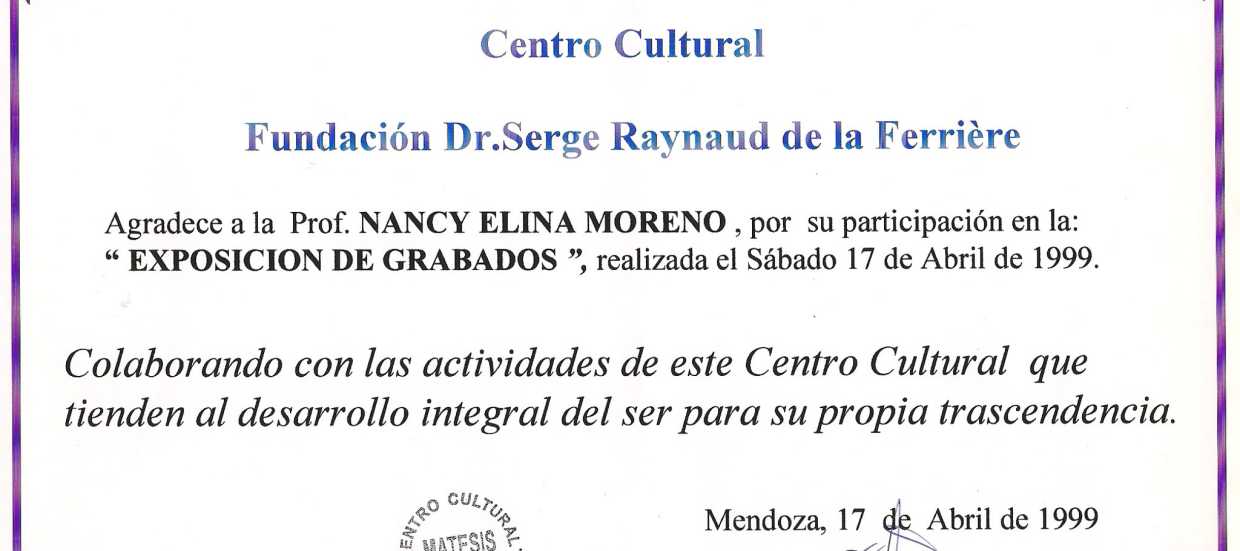 Centro Cultural
Fundación Dr.Serge Raynaud de la Ferrière
Agradece a la Prof. NANCY ELINA MORENO , por su participación en la:
“ EXPOSICION DE GRABADOS ”, realizada el Sábado 17 de Abril de 1999.
Colaborando con las actividades de este Centro Cultural que
tienden al desarrollo integral del ser para su propia trascendencia.
CULTURAL
MATESIS
Mendoza, 17 de Abril de 1999